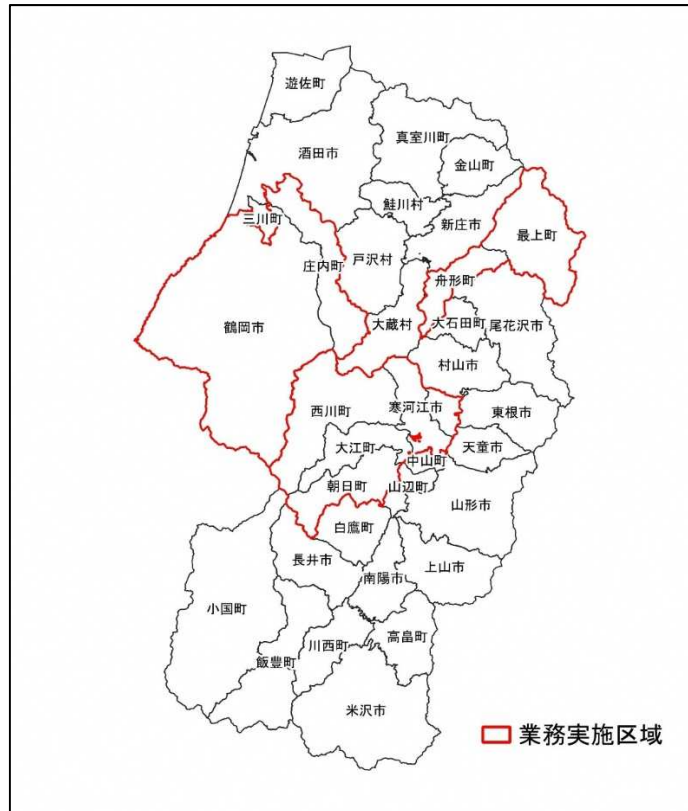 遊佐町
酒田市
真室川町
金山町
鮭川村
新庄市
最上町
三川町
庄内町
戸沢村
舟形町
大石田町
尾花沢市
鶴岡市
大蔵村
村山市
西川町
寒河江市
東根市
大江町
天童市
中山町
朝日町
山辺町
山形市
白鷹町
長井市
上山市
南陽市
小国町
高畠町
川西町
飯豊町
米沢市
業務実施区域